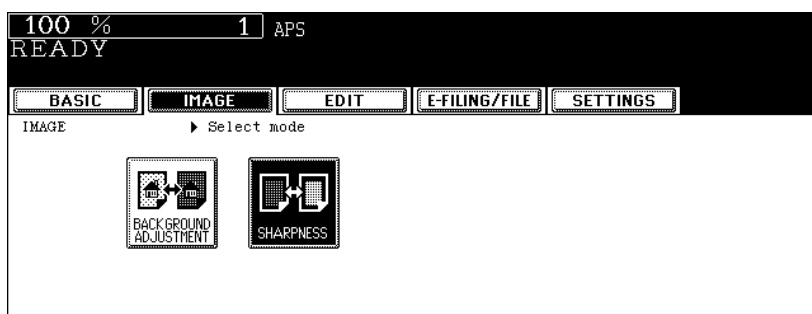 100 % 1 APS
READY
BASIC IMAGE EDIT E-FILING/FILE SETTINGS
IMAGE ▶ Select mode
BACKGROUND ADJUSTMENT
SHARPNESS